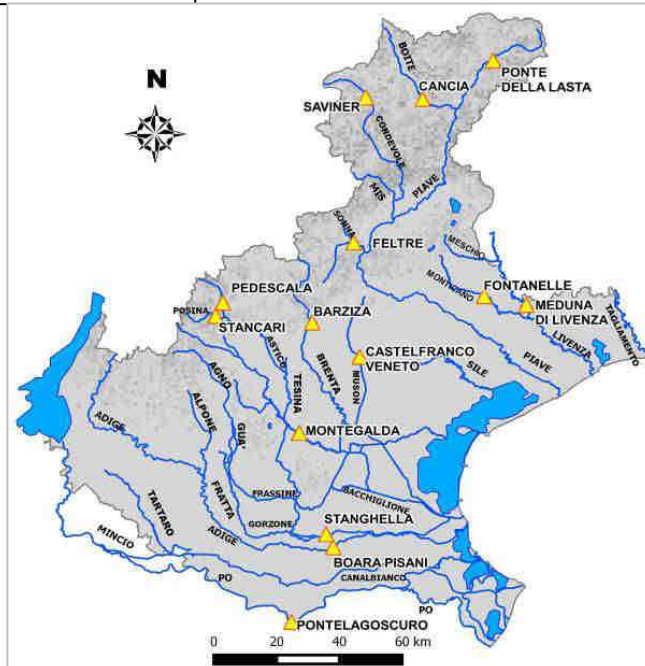 N
BOITE
PONTE
DELLA LASTA
CANCIA
SAVINER
CORDEVOLE
MIS
PIAVE
SONNA
FELTRE
MESCHIO
MONTICANO
FONTANELLE
MEDUNA
DI LIVENZA
TAGLIAMENTO
LIVENZA
PIAVE
SILE
PEDESCALA
POSINA
STANCARI
BARZIZA
ASTICO
CASTELFRANCO
VENETO
BRENTA
MUSON
TESINA
AGNO
ALPONE
GUA'
ADIGE
MONTEGALDA
FRATTA
FRASSINE
BACCHIGLIONE
TARTARO
GORZONE
STANGHELLA
ADIGE
BOARA PISANI
MINCIO
PO
CANALBIANCO
PO
PONTELAGOSCURO
0 20 40 60 km